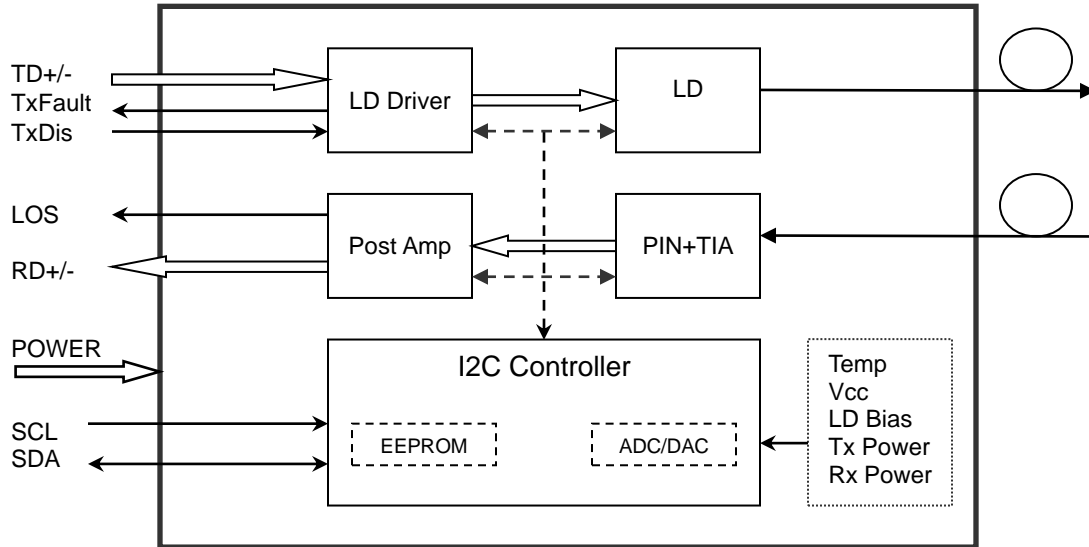 TD+/-
TxFault
TxDis
LD Driver
LD
LOS
RD+/-
Post Amp
PIN+TIA
POWER
SCL
SDA
I2C Controller
EEPROM
ADC/DAC
Temp
Vcc
LD Bias
Tx Power
Rx Power